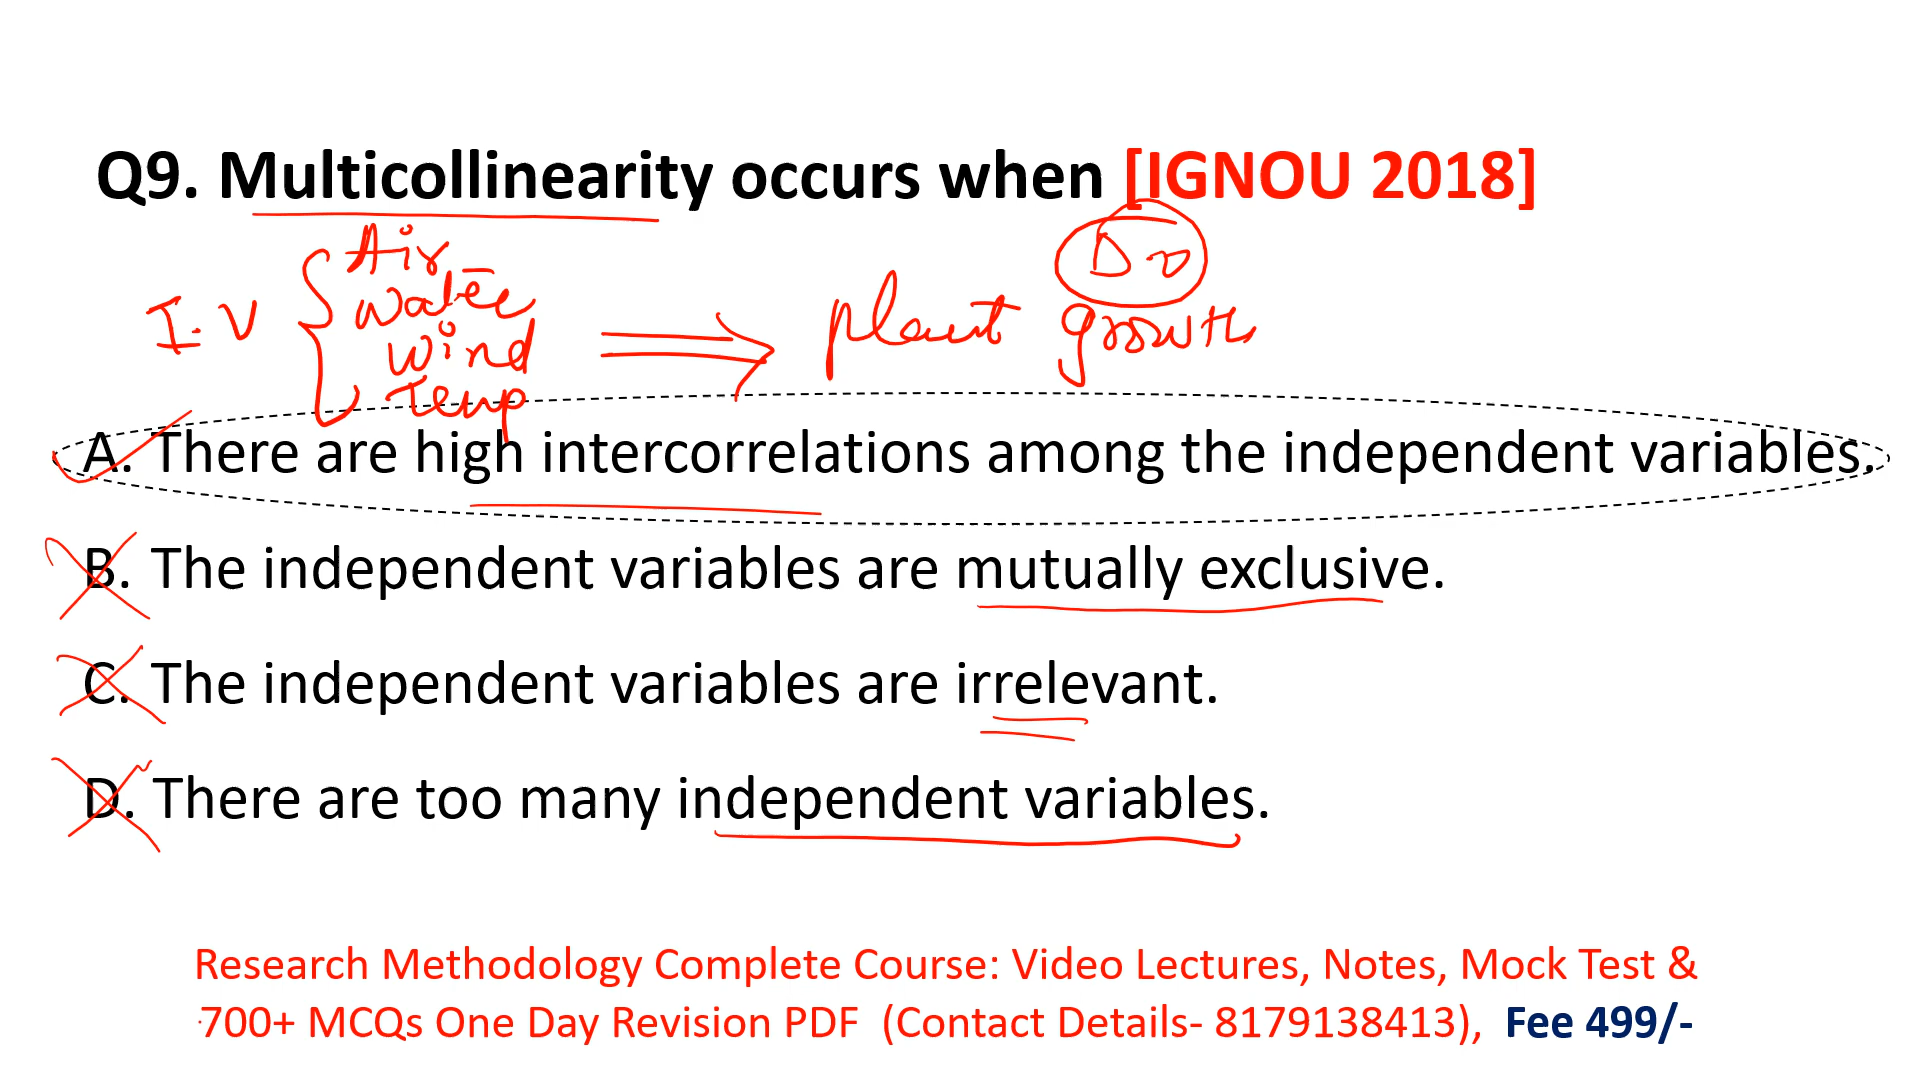 Q9. Multicollinearity occurs when [IGNOU 2018]
I.V
Air
Water
Wind
Temp
Plant growth
DV
A. There are high intercorrelations among the independent variables.
B. The independent variables are mutually exclusive.
C. The independent variables are irrelevant.
D. There are too many independent variables.
Research Methodology Complete Course: Video Lectures, Notes, Mock Test &
700+ MCQs One Day Revision PDF (Contact Details- 8179138413), Fee 499/-